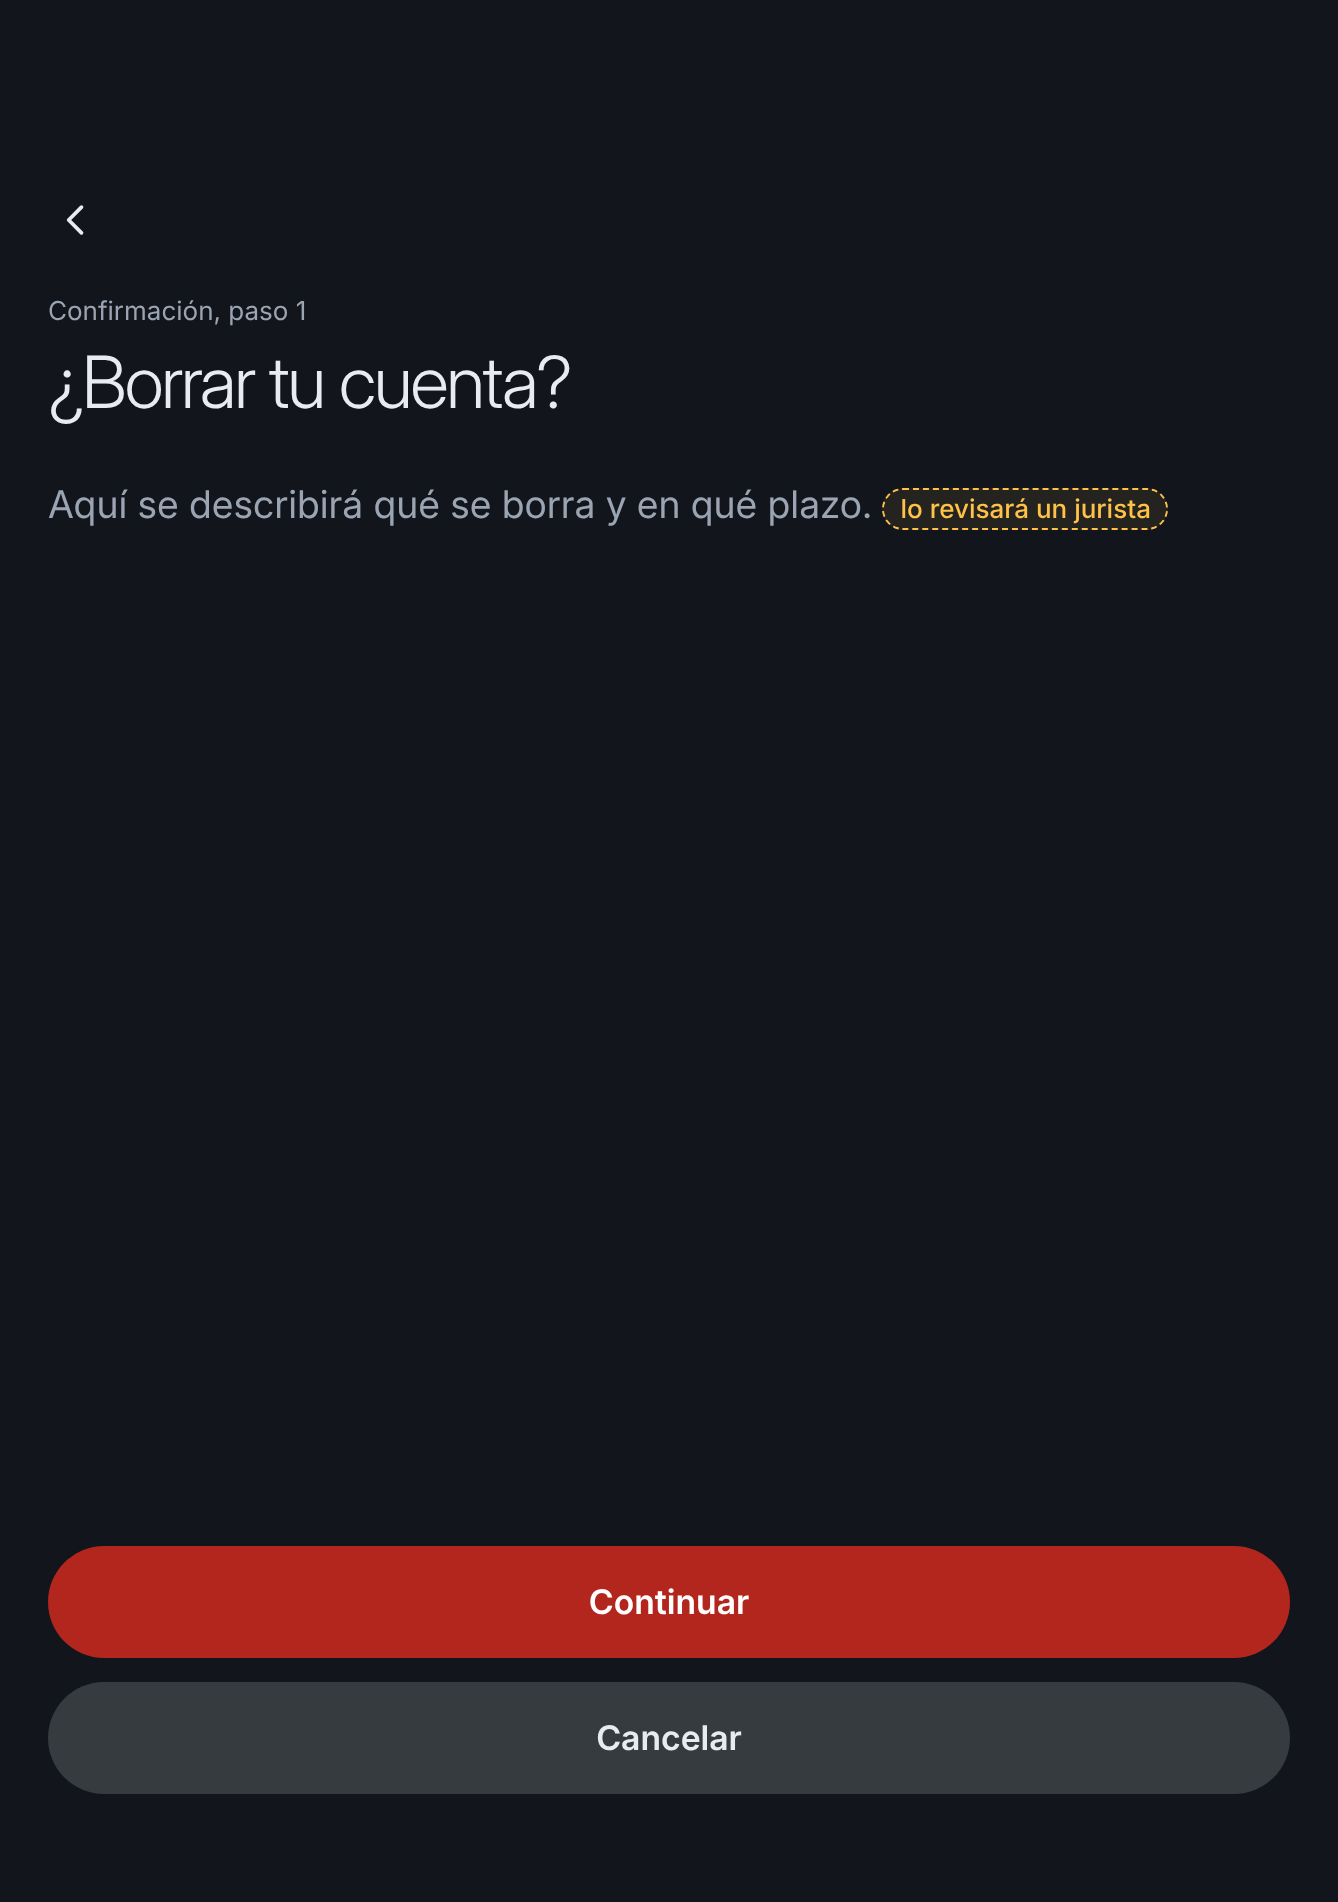 Confirmación, paso 1
¿Borrar tu cuenta?
Aquí se describirá qué se borra y en qué plazo. lo revisará un jurista
Continuar
Cancelar